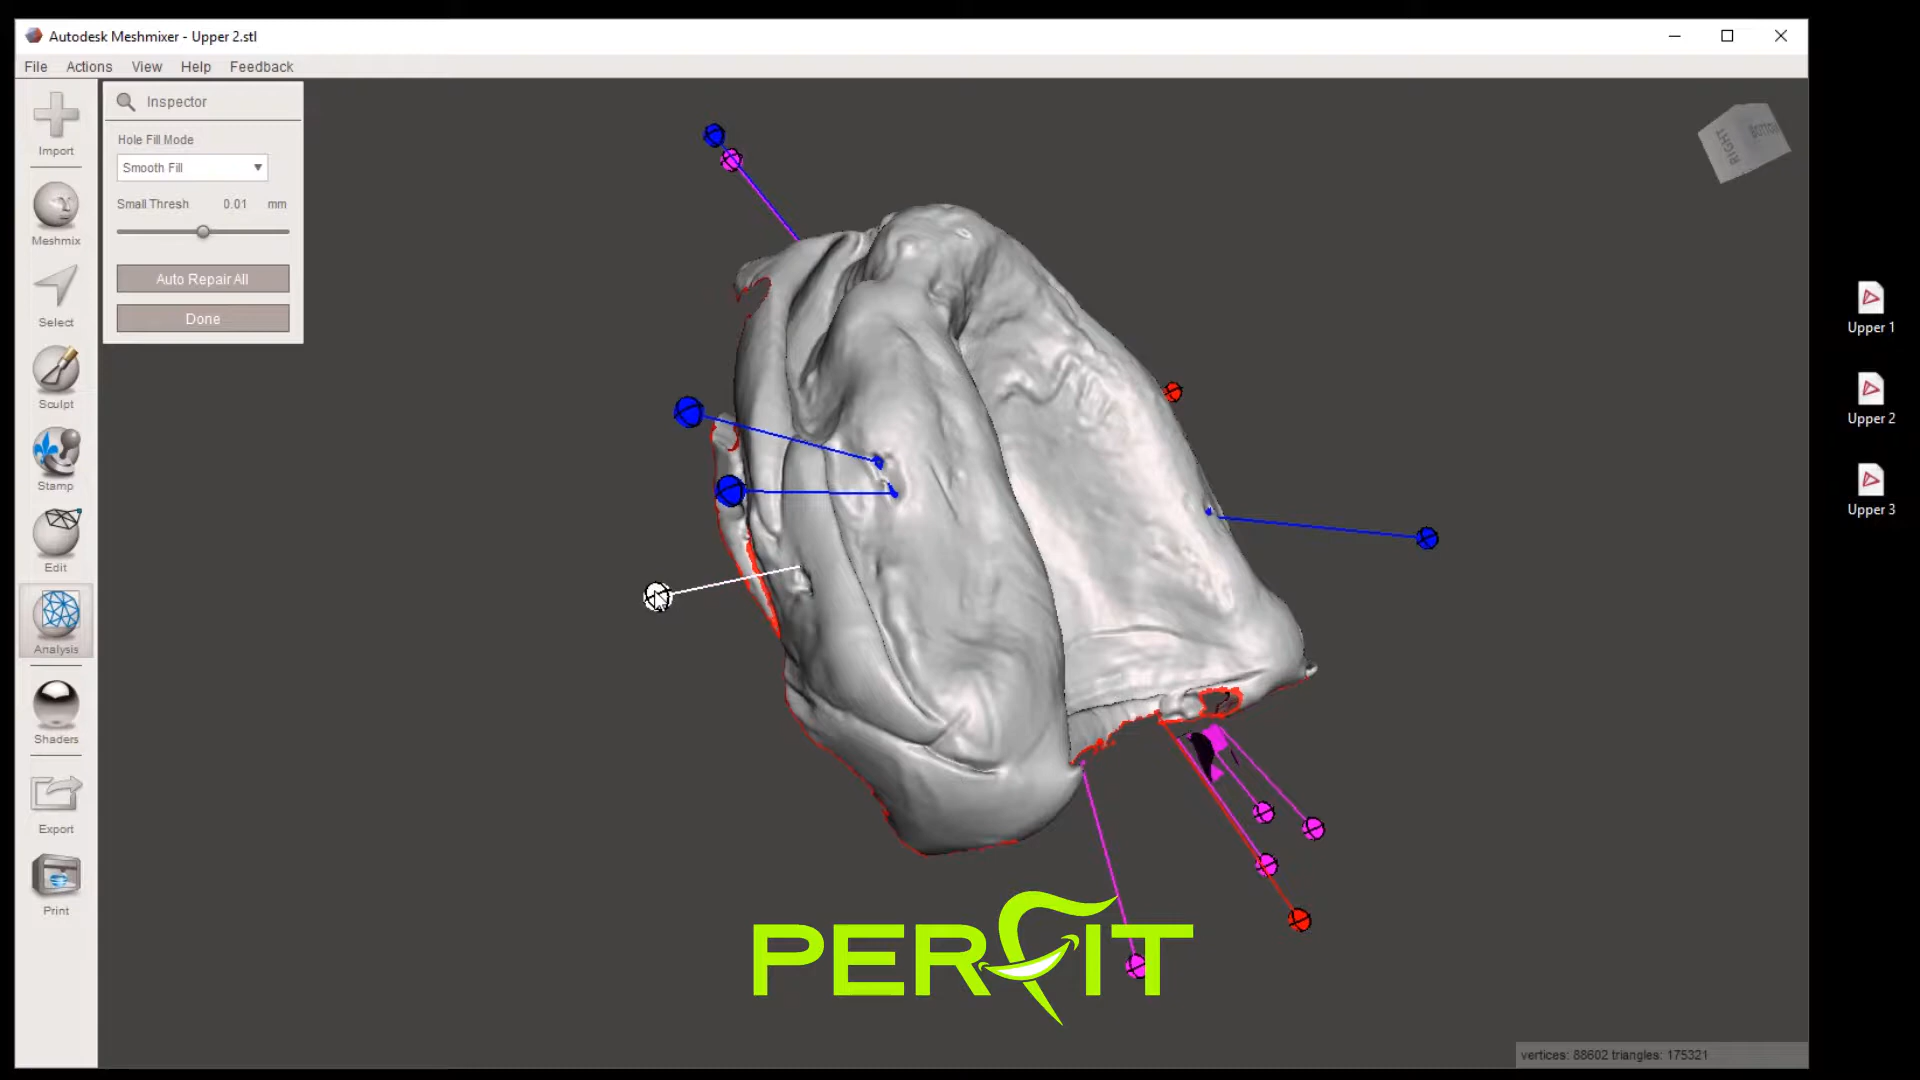 Autodesk Meshmixer - Upper 2.stl
File Actions View Help Feedback
Import
Meshmix
Select
Sculpt
Stamp
Edit
Analysis
Shaders
Export
Print
Inspector
Hole Fill Mode
Smooth Fill
Small Thresh 0.01 mm
Auto Repair All
Done
RIGHT
BOTTOM
Upper 1
Upper 2
Upper 3
PERFIT
vertices: 88602 triangles: 175321